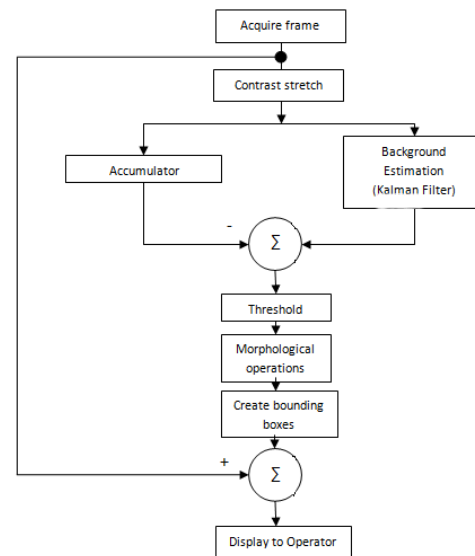 Acquire frame
Contrast stretch
Accumulator
Background
Estimation
(Kalman Filter)
-
Σ
Threshold
Morphological
operations
Create bounding
boxes
+
Σ
Display to Operator